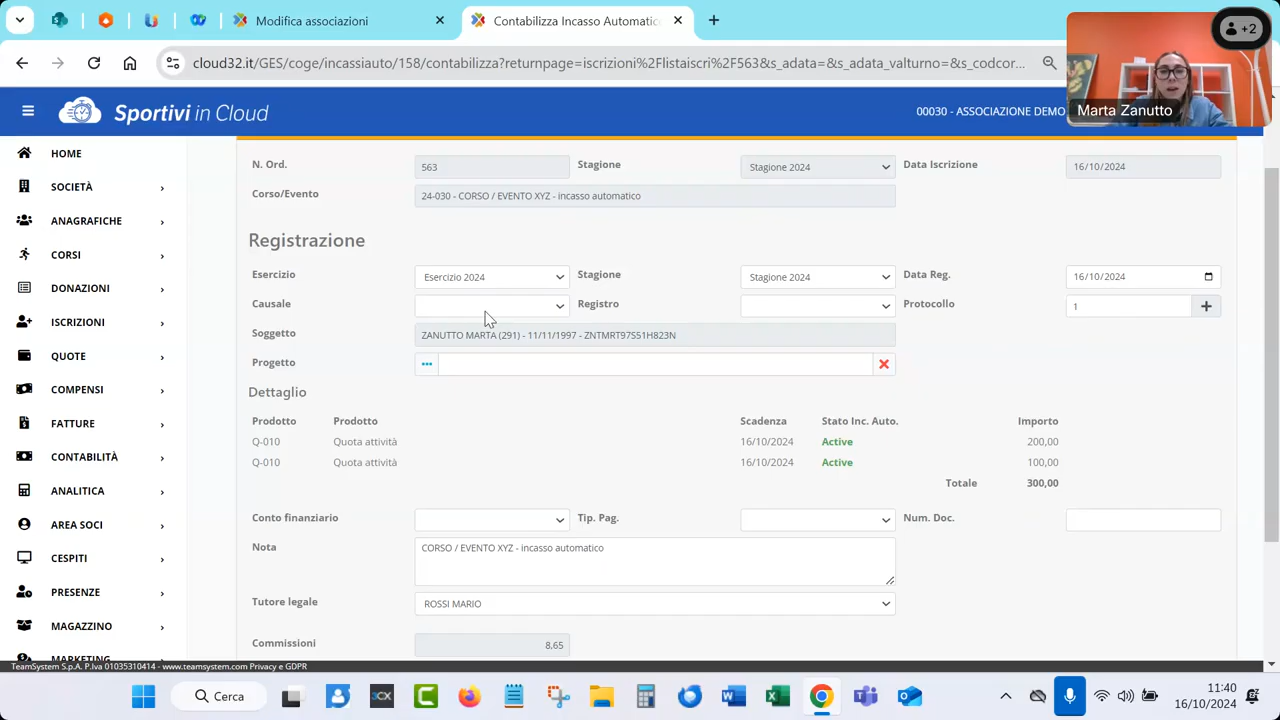 Modifica associazioni
Contabilizza Incasso Automatic
+2
cloud32.it/GES/coge/incassiauto/158/contabilizza?returnpage=iscrizioni%2Flistaiscri%2F563&s_adata=&s_adata_valturno=&s_codcor...
Marta Zanutto
Sportivi in Cloud
00030 - ASSOCIAZIONE DEMO
HOME
SOCIETÀ
ANAGRAFICHE
CORSI
DONAZIONI
ISCRIZIONI
QUOTE
COMPENSI
FATTURE
CONTABILITÀ
ANALITICA
AREA SOCI
CESPITI
PRESENZE
MAGAZZINO
MARKETING
N. Ord. 563 Stagione Stagione 2024 Data Iscrizione 16/10/2024
Corso/Evento 24-030 - CORSO / EVENTO XYZ - incasso automatico
Registrazione
Esercizio Esercizio 2024 Stagione Stagione 2024 Data Reg. 16/10/2024
Causale Registro Protocollo 1
Soggetto ZANUTTO MARTA (291) - 11/11/1997 - ZNTMRT97S51H823N
Progetto
Dettaglio
Prodotto Prodotto Scadenza Stato Inc. Auto. Importo
Q-010 Quota attività 16/10/2024 Active 200,00
Q-010 Quota attività 16/10/2024 Active 100,00
Totale 300,00
Conto finanziario Tip. Pag. Num. Doc.
Nota CORSO / EVENTO XYZ - incasso automatico
Tutore legale ROSSI MARIO
Commissioni 8,65
TeamSystem S.p.A. P.Iva 01035310414 - www.teamsystem.com Privacy e GDPR
Cerca
3CX
11:40
16/10/2024